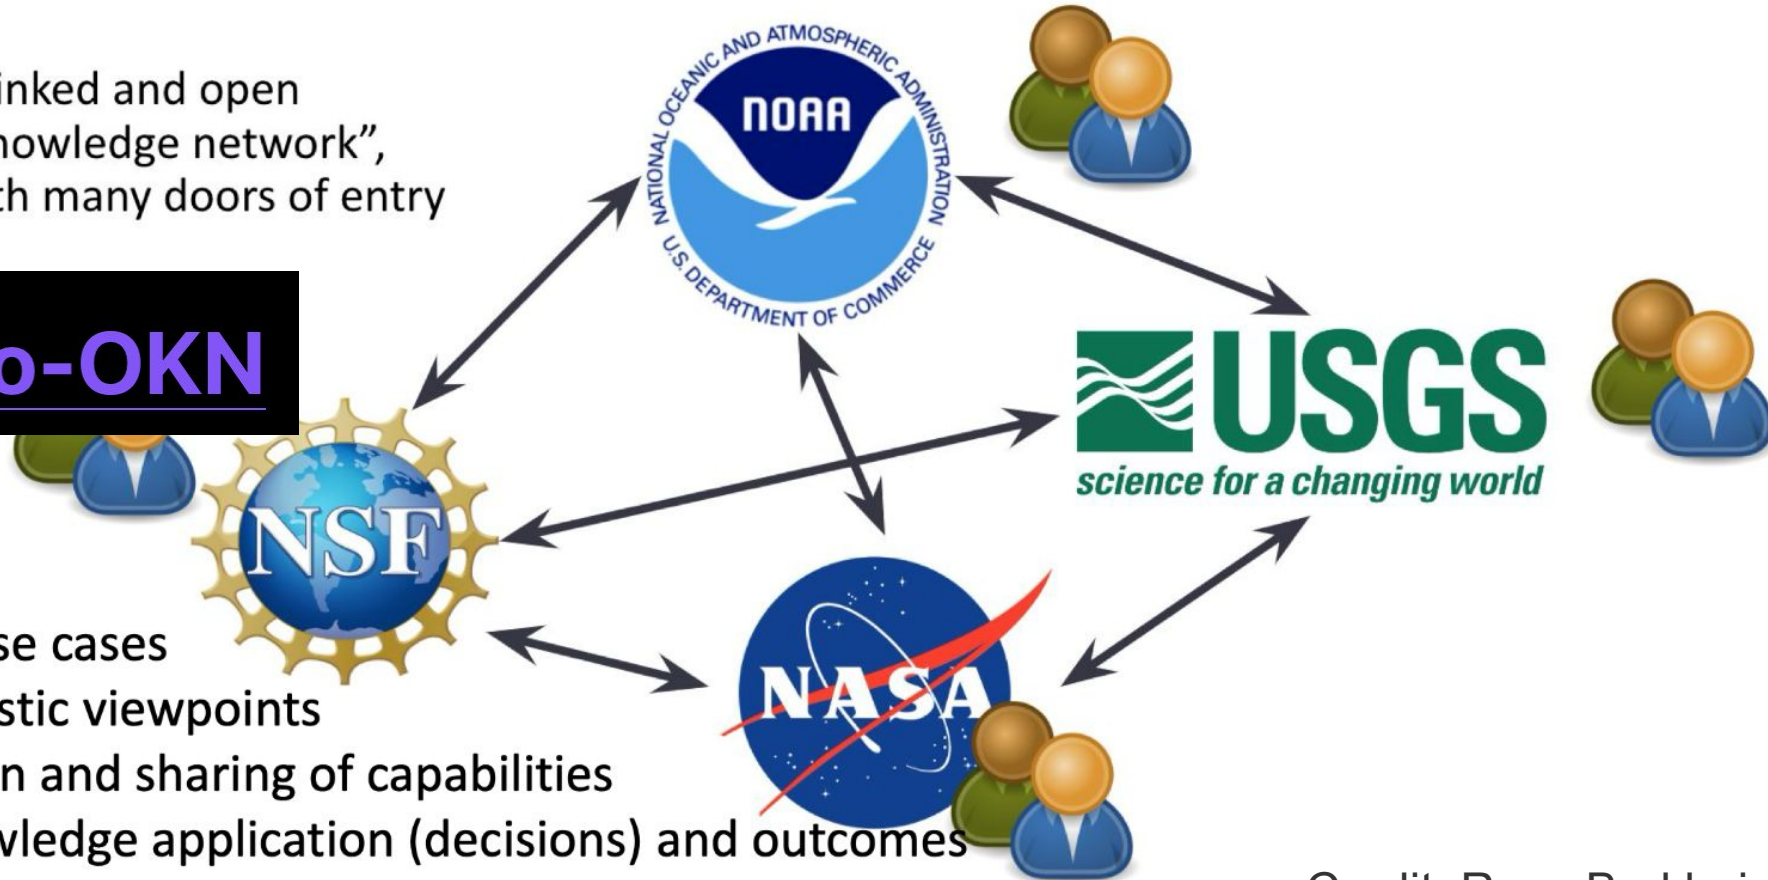 inked and open
nowledge network”,
th many doors of entry
NATIONAL OCEANIC AND ATMOSPHERIC ADMINISTRATION
NOAA
U.S. DEPARTMENT OF COMMERCE
o-OKN
USGS
science for a changing world
NSF
se cases
stic viewpoints
NASA
n and sharing of capabilities
wledge application (decisions) and outcomes